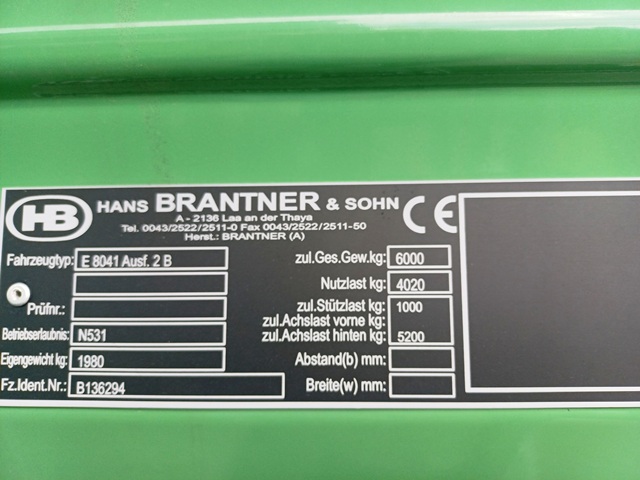 HB HANS BRANTNER & SOHN CE
A - 2136 Laa an der Thaya
Tel. 0043/2522/2511-0 Fax 0043/2522/2511-50
Herst.: BRANTNER (A)
Fahrzeugtyp: E 8041 Ausf. 2 B
Prüfnr.:
Betriebserlaubnis: N531
Eigengewicht kg: 1980
Fz.Ident.Nr.: B136294
zul.Ges.Gew.kg: 6000
Nutzlast kg: 4020
zul.Stützlast kg: 1000
zul.Achslast vorne kg:
zul.Achslast hinten kg: 5200
Abstand(b) mm:
Breite(w) mm: